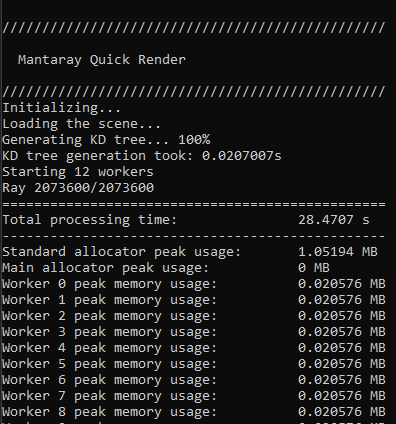 ////////////////////////////////////////////////
Mantaray Quick Render
////////////////////////////////////////////////
Initializing...
Loading the scene...
Generating KD tree... 100%
KD tree generation took: 0.0207007s
Starting 12 workers
Ray 2073600/2073600
================================================
Total processing time: 28.4707 s
------------------------------------------------
Standard allocator peak usage: 1.05194 MB
Main allocator peak usage: 0 MB
Worker 0 peak memory usage: 0.020576 MB
Worker 1 peak memory usage: 0.020576 MB
Worker 2 peak memory usage: 0.020576 MB
Worker 3 peak memory usage: 0.020576 MB
Worker 4 peak memory usage: 0.020576 MB
Worker 5 peak memory usage: 0.020576 MB
Worker 6 peak memory usage: 0.020576 MB
Worker 7 peak memory usage: 0.020576 MB
Worker 8 peak memory usage: 0.020576 MB